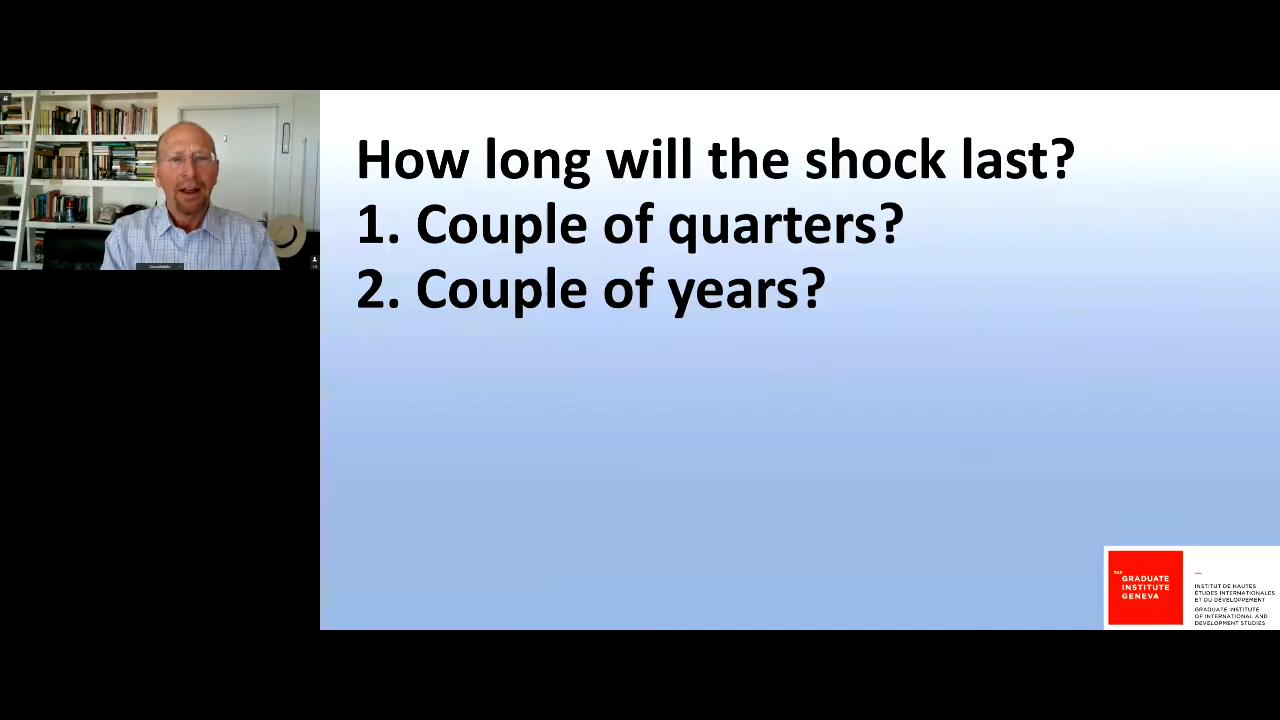 How long will the shock last?
1. Couple of quarters?
2. Couple of years?
THE
GRADUATE
INSTITUTE
GENEVA
INSTITUT DE HAUTES
ÉTUDES INTERNATIONALES
ET DU DÉVELOPPEMENT
GRADUATE INSTITUTE
OF INTERNATIONAL AND
DEVELOPMENT STUDIES